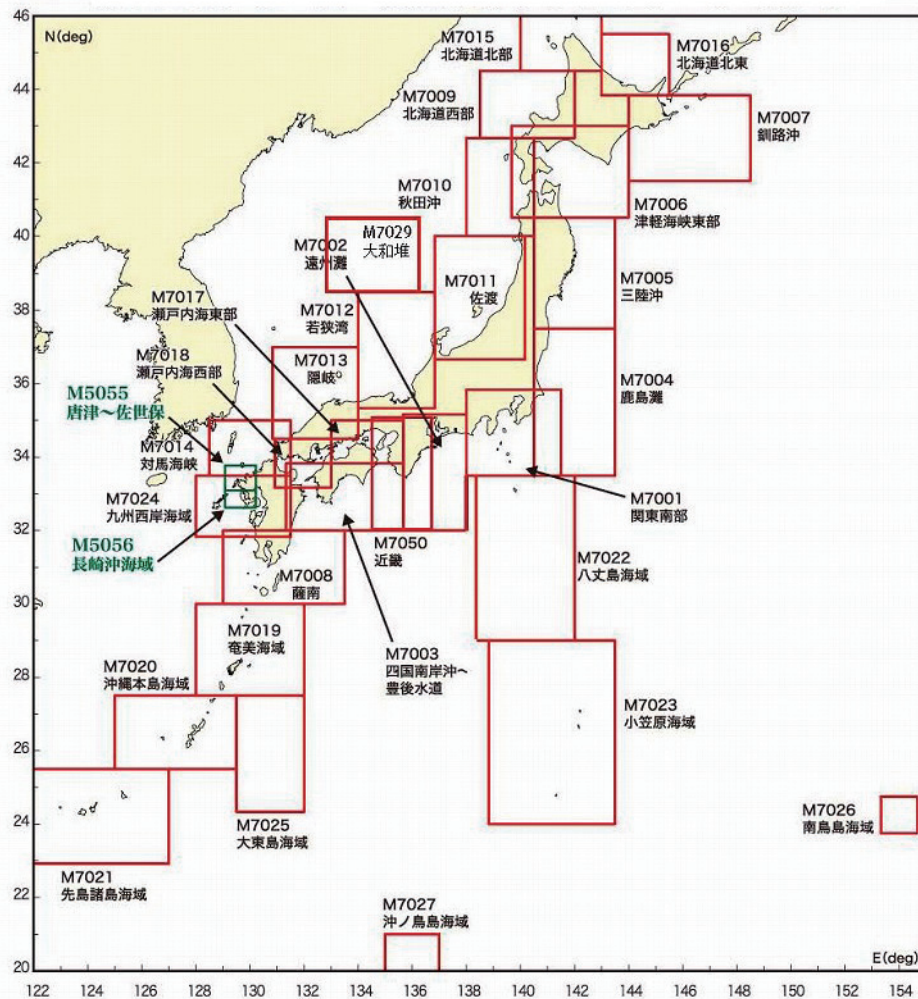 46
N(deg)
M7015
北海道北部
M7016
北海道北東
44
M7009
北海道西部
M7007
釧路沖
42
M7010
秋田沖
M7006
津軽海峡東部
40
M7029
大和堆
M7002
遠州灘
M7005
三陸沖
38
M7011
佐渡
M7017
瀬戸内海東部
M7012
若狭湾
M7018
瀬戸内海西部
36
M7013
隠岐
M7004
鹿島灘
M5055
唐津～佐世保
34
M7014
対馬海峡
M7001
関東南部
M7024
九州西岸海域
32
M5056
長崎沖海域
M7050
近畿
M7022
八丈島海域
M7008
薩南
30
M7019
奄美海域
M7003
四国南岸沖～
豊後水道
28
M7020
沖縄本島海域
M7023
小笠原海域
26
24
M7025
大東島海域
M7026
南鳥島海域
M7021
先島諸島海域
22
M7027
沖ノ鳥島海域
20
E(deg)
122 124 126 128 130 132 134 136 138 140 142 144 146 148 150 152 154